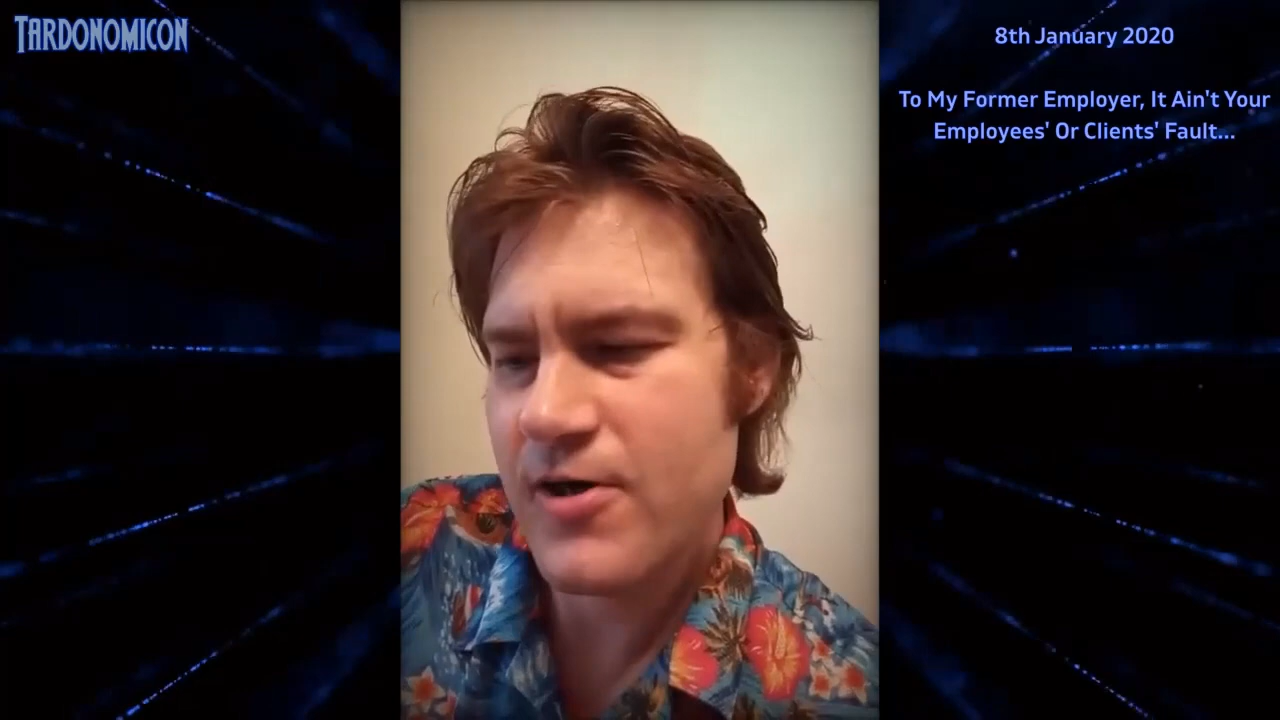 TARDONOMICON
8th January 2020
To My Former Employer, It Ain't Your
Employees' Or Clients' Fault...